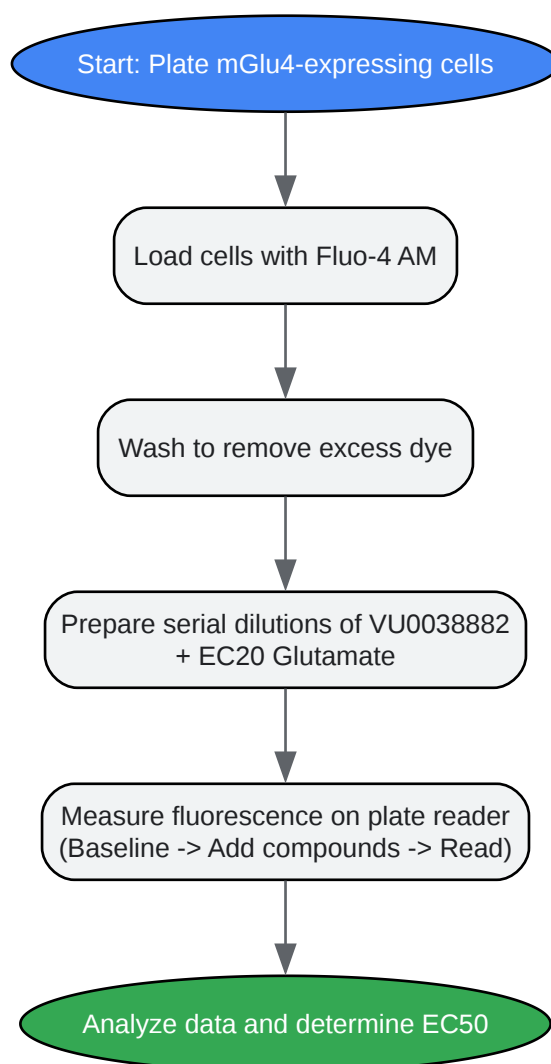 Start: Plate mGlu4-expressing cells
Load cells with Fluo-4 AM
Wash to remove excess dye
Prepare serial dilutions of VU0038882
+ EC20 Glutamate
Measure fluorescence on plate reader
(Baseline -> Add compounds -> Read)
Analyze data and determine EC50